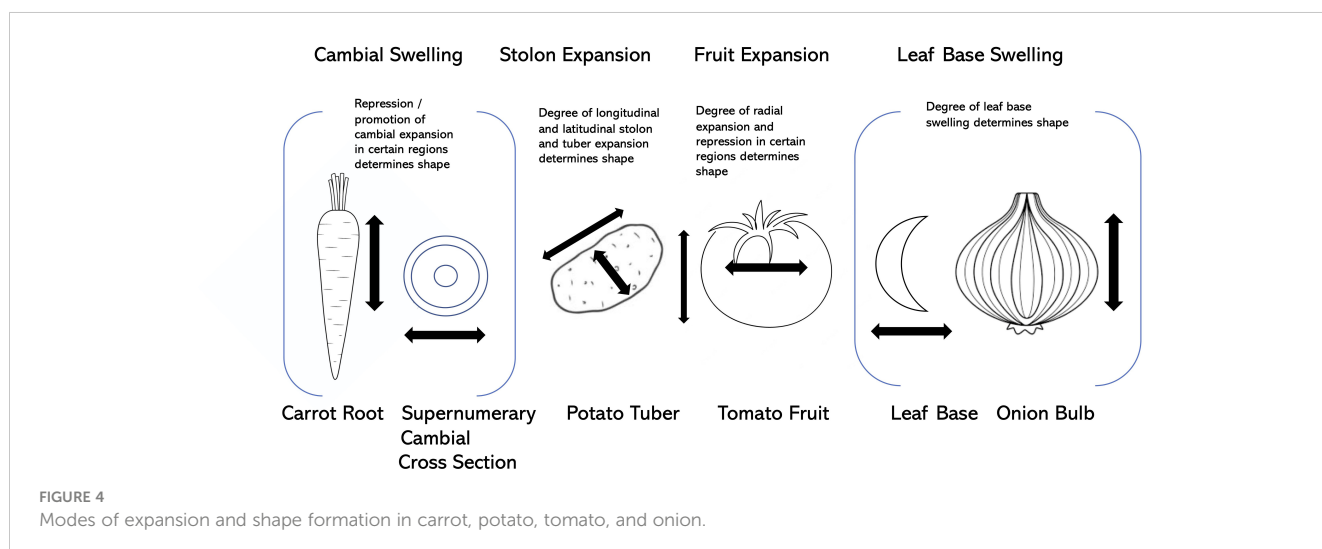 Cambial Swelling
Stolon Expansion
Fruit Expansion
Leaf Base Swelling
Repression /
promotion of
cambial expansion
in certain regions
determines shape
Degree of longitudinal
and latitudinal stolon
and tuber expansion
determines shape
Degree of radial
expansion and
repression in certain
regions determines
shape
Degree of leaf base
swelling determines shape
Carrot Root
Supernumerary
Cambial
Cross Section
Potato Tuber
Tomato Fruit
Leaf Base
Onion Bulb
FIGURE 4
Modes of expansion and shape formation in carrot, potato, tomato, and onion.